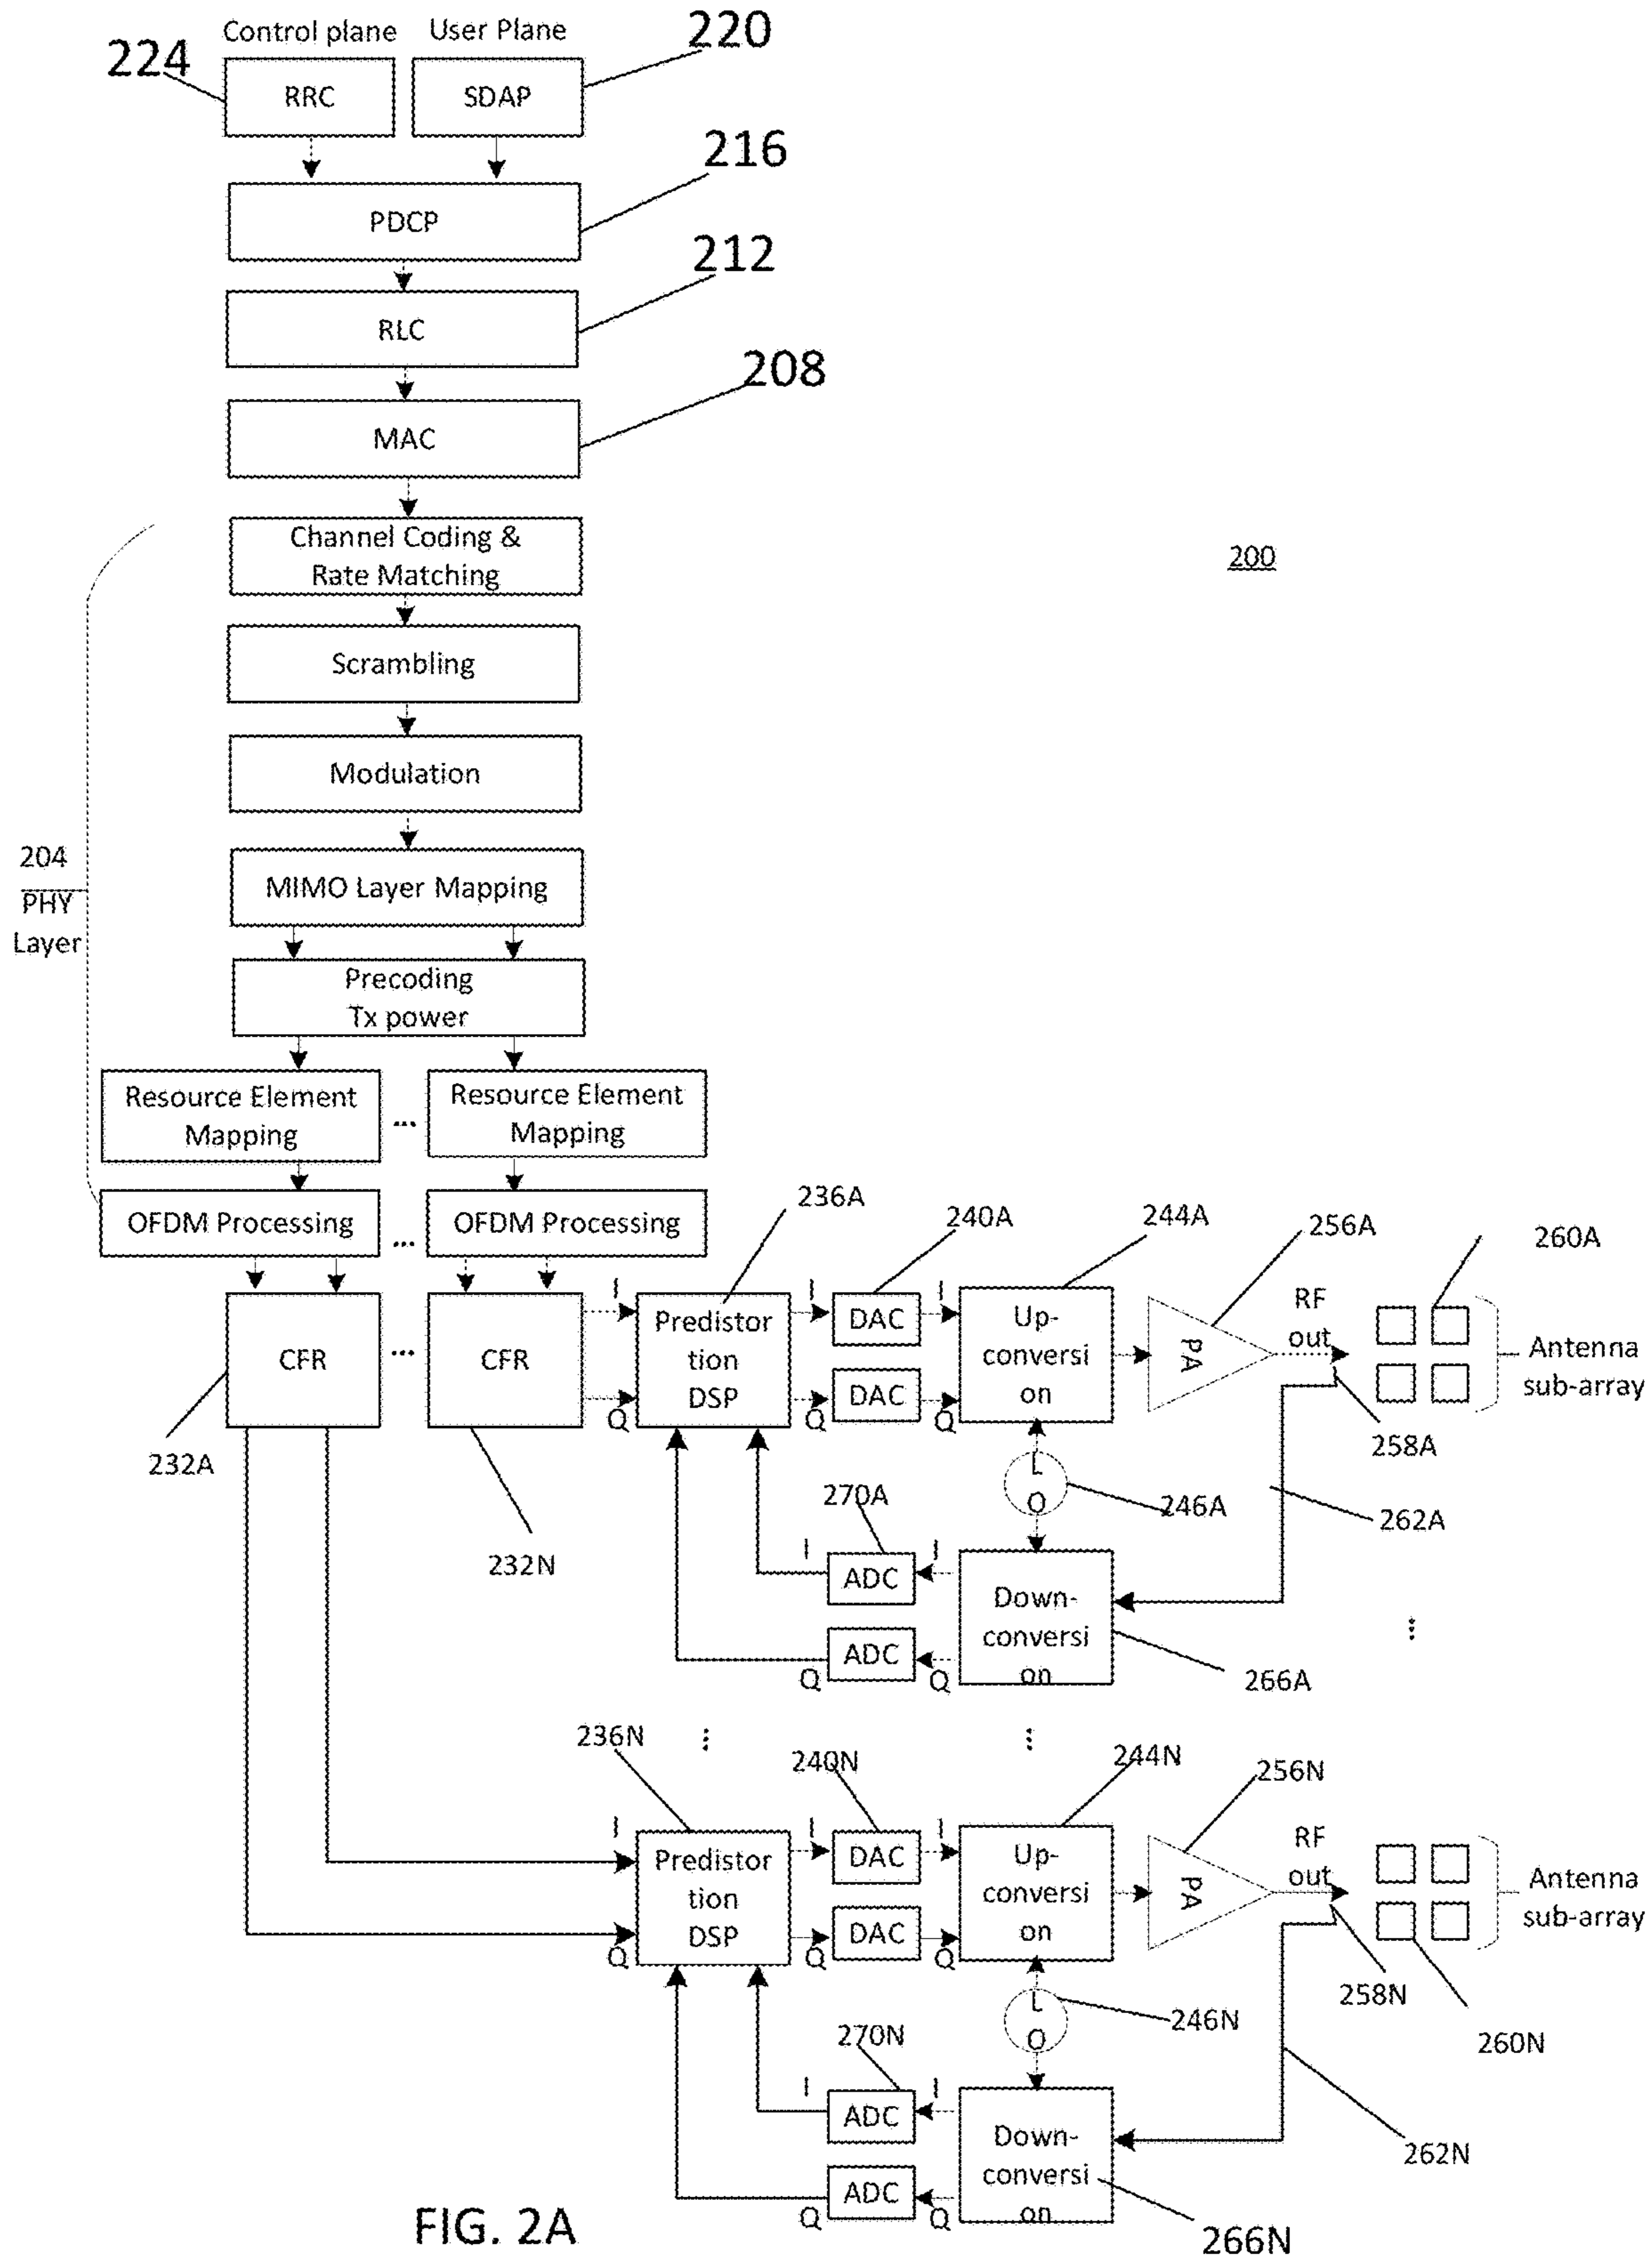 Control plane
User Plane
224
220
RRC
SDAP
216
PDCP
212
RLC
208
MAC
Channel Coding &
Rate Matching
200
Scrambling
Modulation
204
PHY
Layer
MIMO Layer Mapping
Precoding
Tx power
Resource Element
Mapping
...
Resource Element
Mapping
OFDM Processing
...
OFDM Processing
236A
240A
244A
256A
260A
CFR
...
CFR
I
Q
Predistor
tion
DSP
I
Q
DAC
DAC
I
Q
Up-
conversi
on
PA
RF
out
Antenna
sub-array
258A
232A
232N
270A
LO
246A
262A
I
ADC
I
Q
ADC
Q
Down-
conversi
on
266A
...
236N
...
240N
...
244N
256N
I
Q
Predistor
tion
DSP
I
Q
DAC
DAC
I
Q
Up-
conversi
on
PA
RF
out
Antenna
sub-array
258N
260N
270N
LO
246N
262N
I
ADC
I
Q
ADC
Q
Down-
conversi
on
266N
FIG. 2A